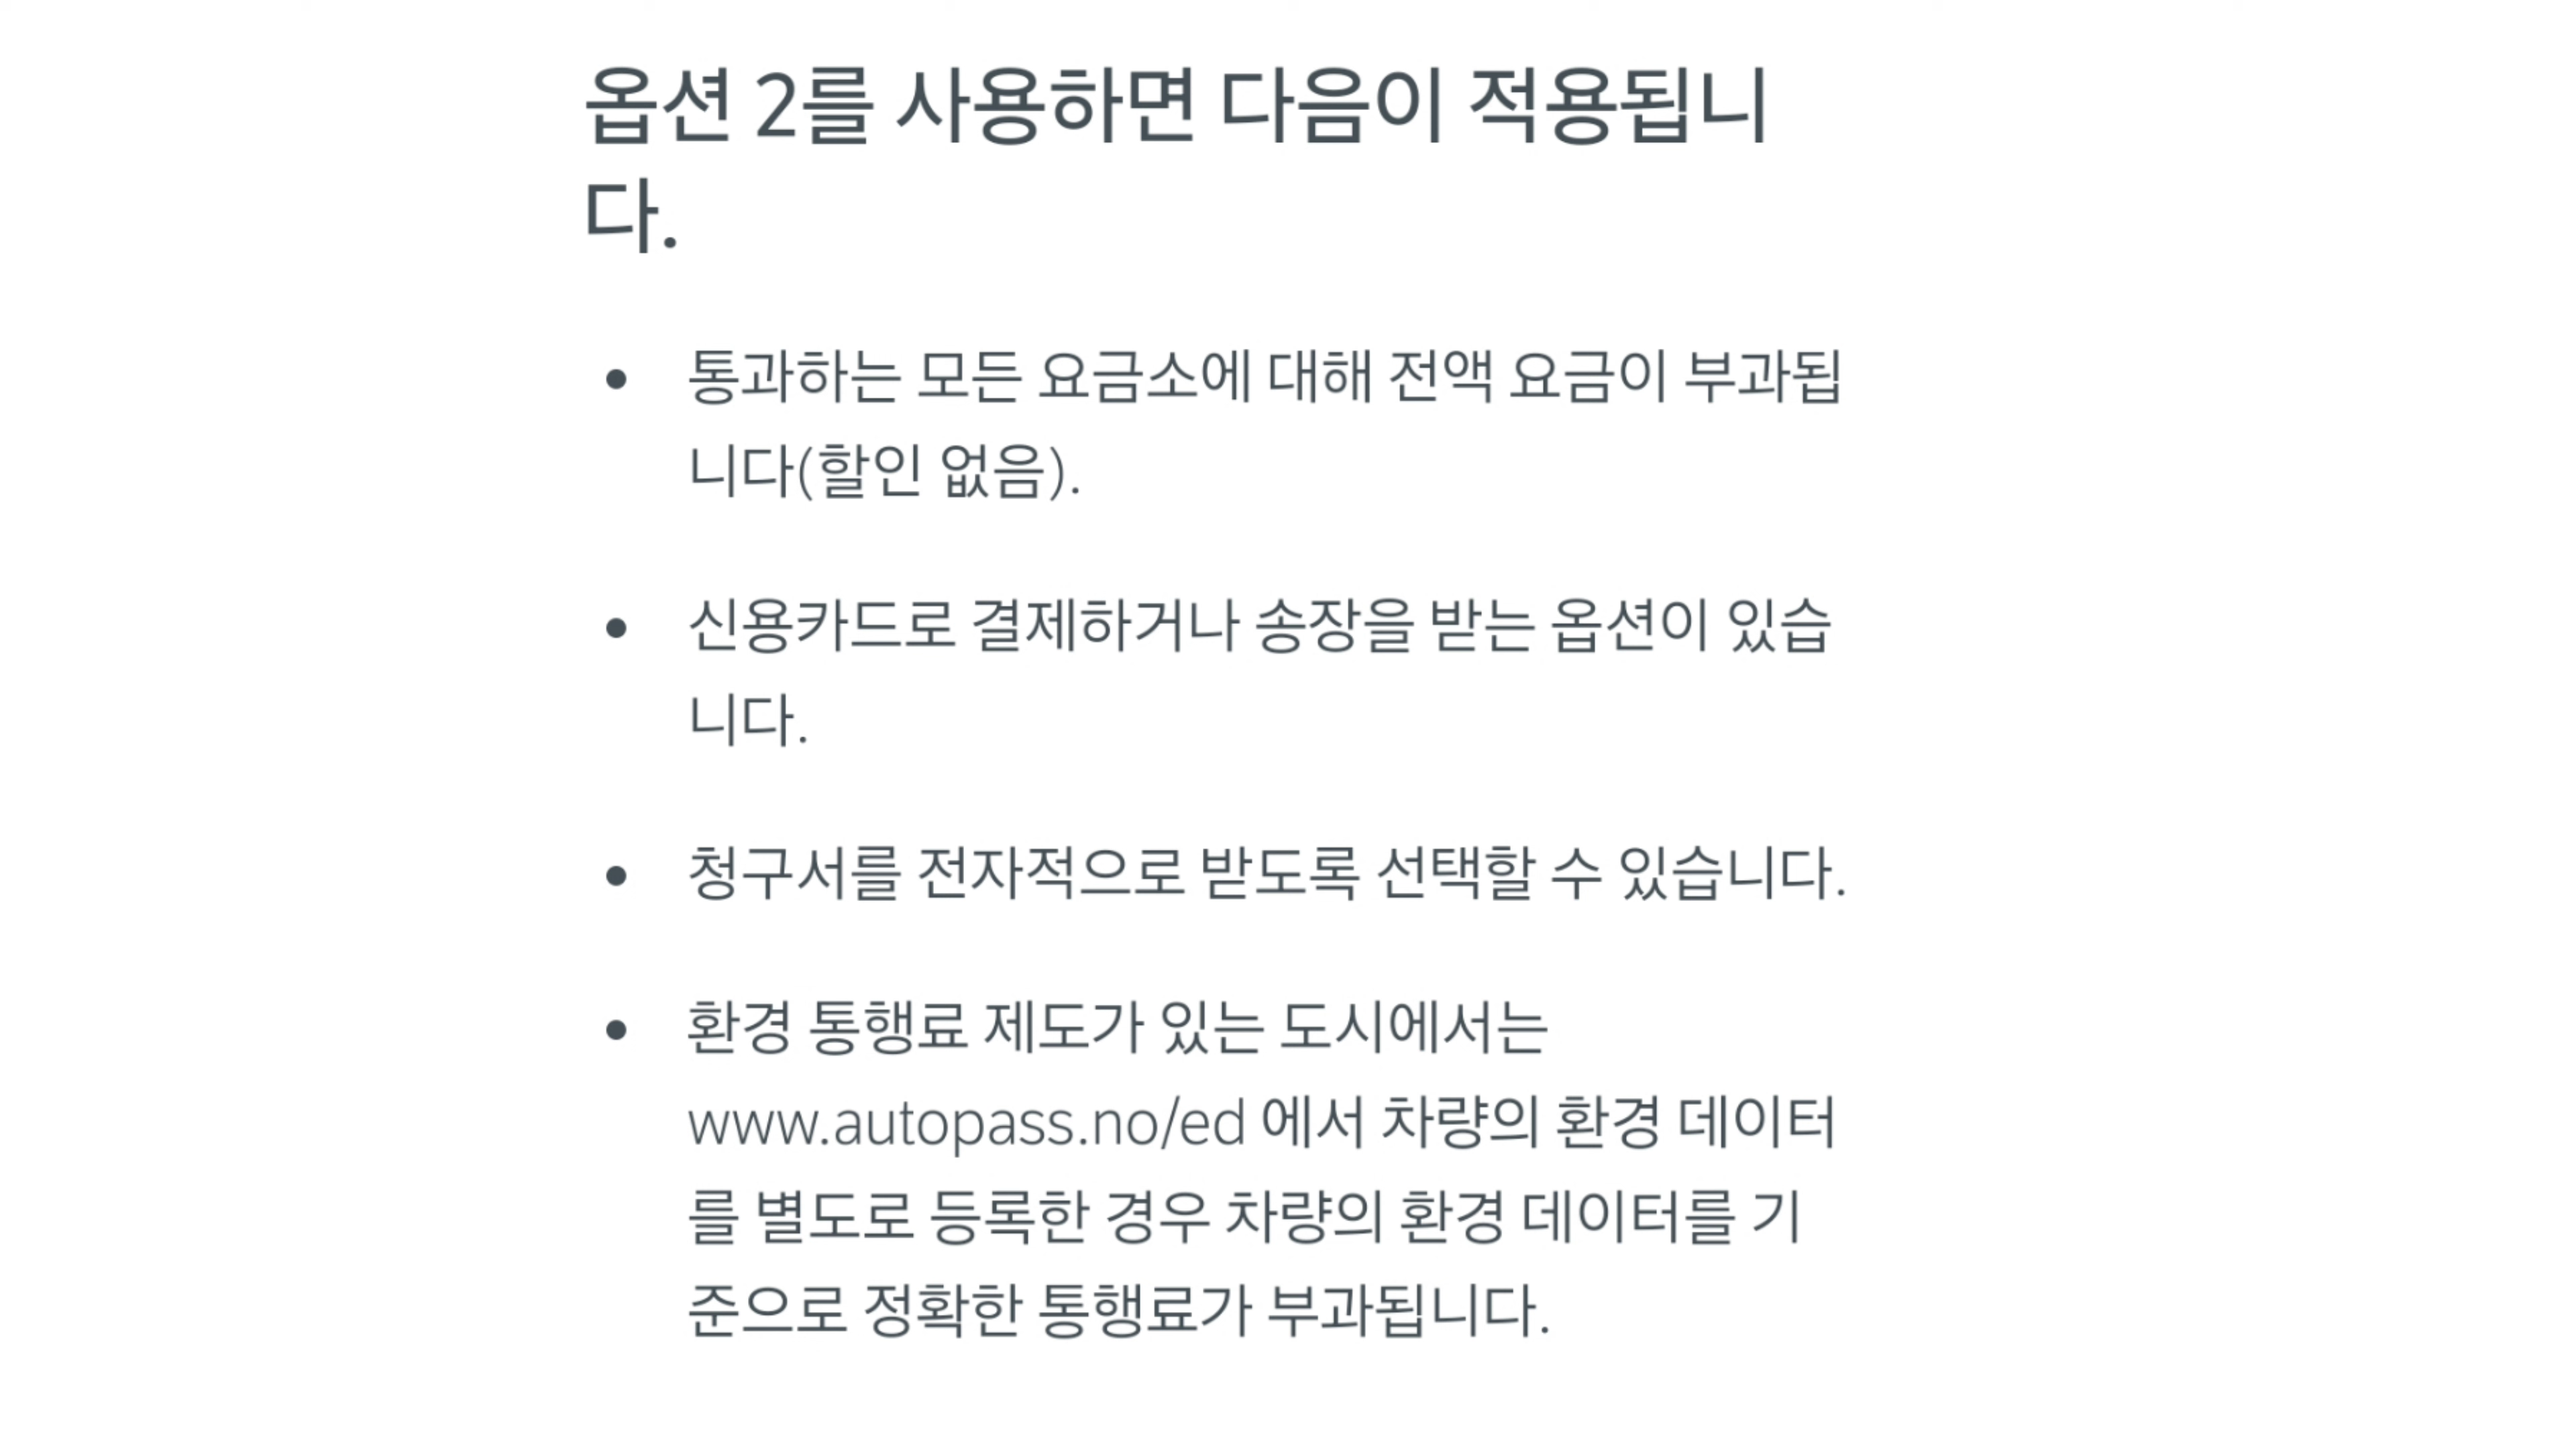 옵션 2를 사용하면 다음이 적용됩니
다.
• 통과하는 모든 요금소에 대해 전액 요금이 부과됩
니다(할인 없음).
• 신용카드로 결제하거나 송장을 받는 옵션이 있습
니다.
• 청구서를 전자적으로 받도록 선택할 수 있습니다.
• 환경 통행료 제도가 있는 도시에서는
www.autopass.no/ed 에서 차량의 환경 데이터
를 별도로 등록한 경우 차량의 환경 데이터를 기
준으로 정확한 통행료가 부과됩니다.